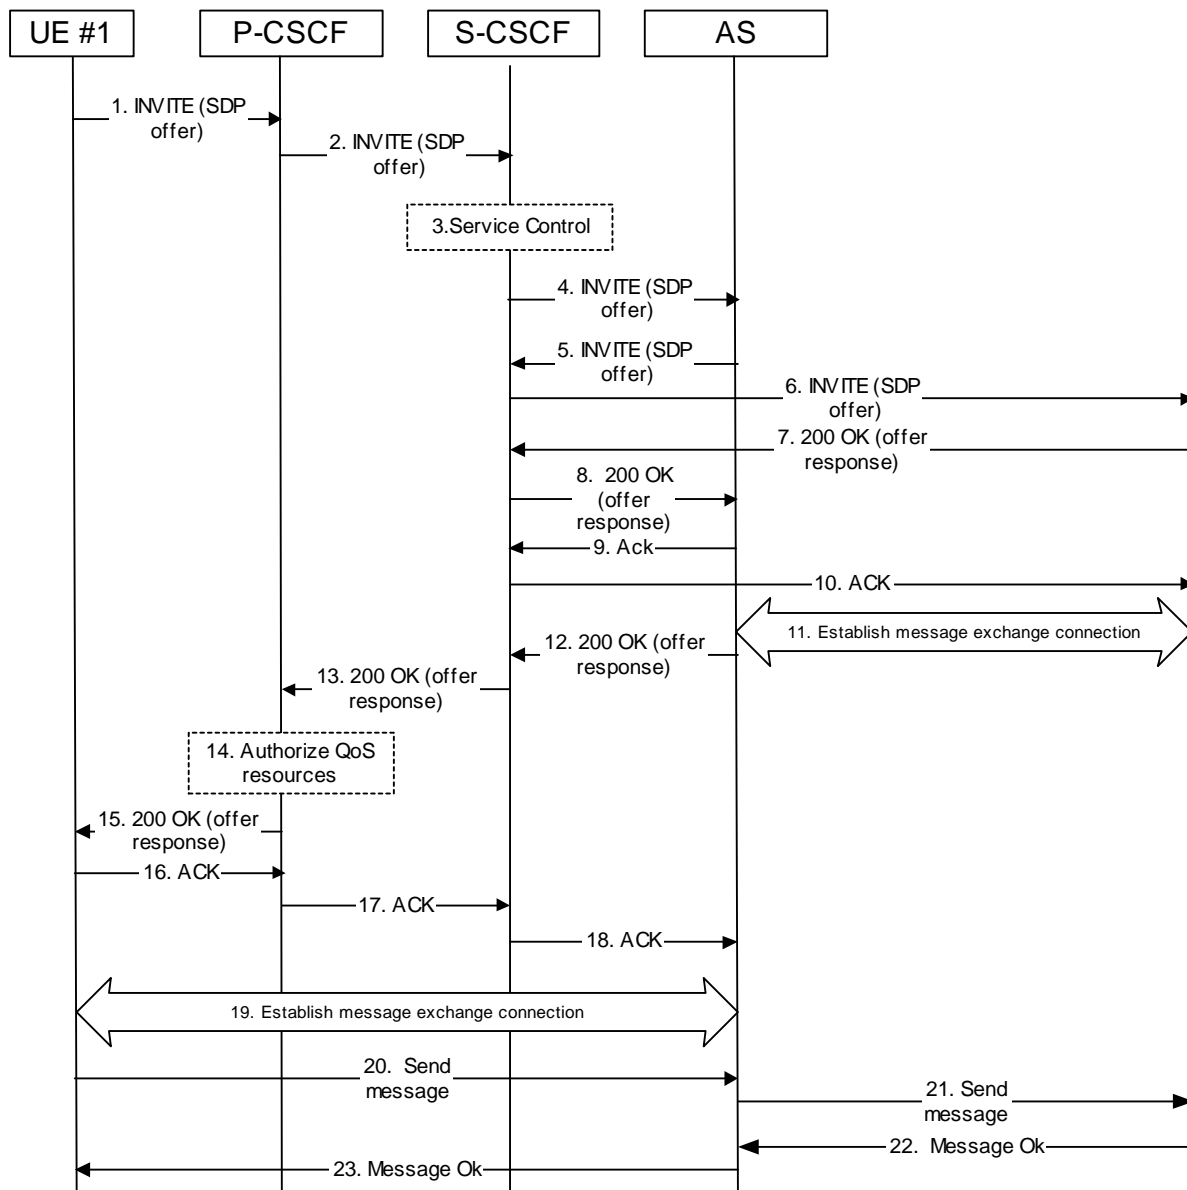 UE #1
P-CSCF
S-CSCF
AS
1. INVITE (SDP
offer)
2. INVITE (SDP
offer)
3.Service Control
4. INVITE (SDP
offer)
5. INVITE (SDP
offer)
6. INVITE (SDP
offer)
7. 200 OK (offer
response)
8. 200 OK
(offer
response)
9. Ack
10. ACK
11. Establish message exchange connection
12. 200 OK (offer
response)
13. 200 OK (offer
response)
14. Authorize QoS
resources
15. 200 OK (offer
response)
16. ACK
17. ACK
18. ACK
19. Establish message exchange connection
20. Send
message
21. Send
message
22. Message Ok
23. Message Ok